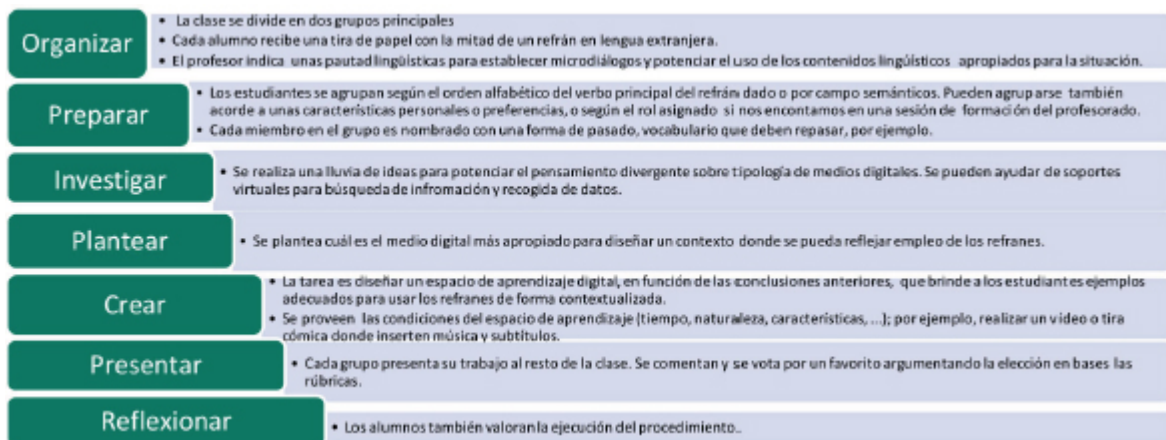 Organizar
• La clase se divide en dos grupos principales
• Cada alumno recibe una tira de papel con la mitad de un refrán en lengua extranjera.
• El profesor indica unas pautad lingüísticas para establecer microdiálogos y potenciar el uso de los contenidos lingüísticos apropiados para la situación.
Preparar
• Los estudiantes se agrupan según el orden alfabético del verbo principal del refrán dado o por campo semánticos. Pueden agruparse también
acorde a unas características personales o preferencias, o según el rol asignado si nos encontamos en una sesión de formación del profesorado.
• Cada miembro en el grupo es nombrado con una forma de pasado, vocabulario que deben repasar, por ejemplo.
Investigar
• Se realiza una lluvia de ideas para potenciar el pensamiento divergente sobre tipología de medios digitales. Se pueden ayudar de soportes
virtuales para búsqueda de infromación y recogida de datos.
Plantear
• Se plantea cuál es el medio digital más apropiado para diseñar un contexto donde se pueda reflejar empleo de los refranes.
Crear
• La tarea es diseñar un espacio de aprendizaje digital, en función de las conclusiones anteriores, que brinde a los estudiantes ejemplos
adecuados para usar los refranes de forma contextualizada.
• Se proveen las condiciones del espacio de aprendizaje (tiempo, naturaleza, características, ...); por ejemplo, realizar un video o tira
cómica donde inserten música y subtítulos.
Presentar
• Cada grupo presenta su trabajo al resto de la clase. Se comentan y se vota por un favorito argumentando la elección en bases las
rúbricas.
Reflexionar
• Los alumnos también valoran la ejecución del procedimiento..